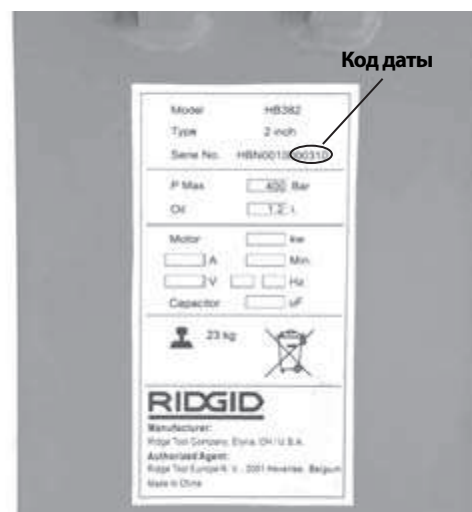 Код даты
Model HB382
Type 2 inch
Serie No.
P Max 400 Bar
Oil 1,2 L
Motor kw
A Min
V Hz
Capacitor uF
23 kg
RIDGID
Manufacturer:
Ridge Tool Company, Elyria, OH / U.S.A.
Authorized Agent:
Ridge Tool Europe N. V., 2001 Belgium
Made in China